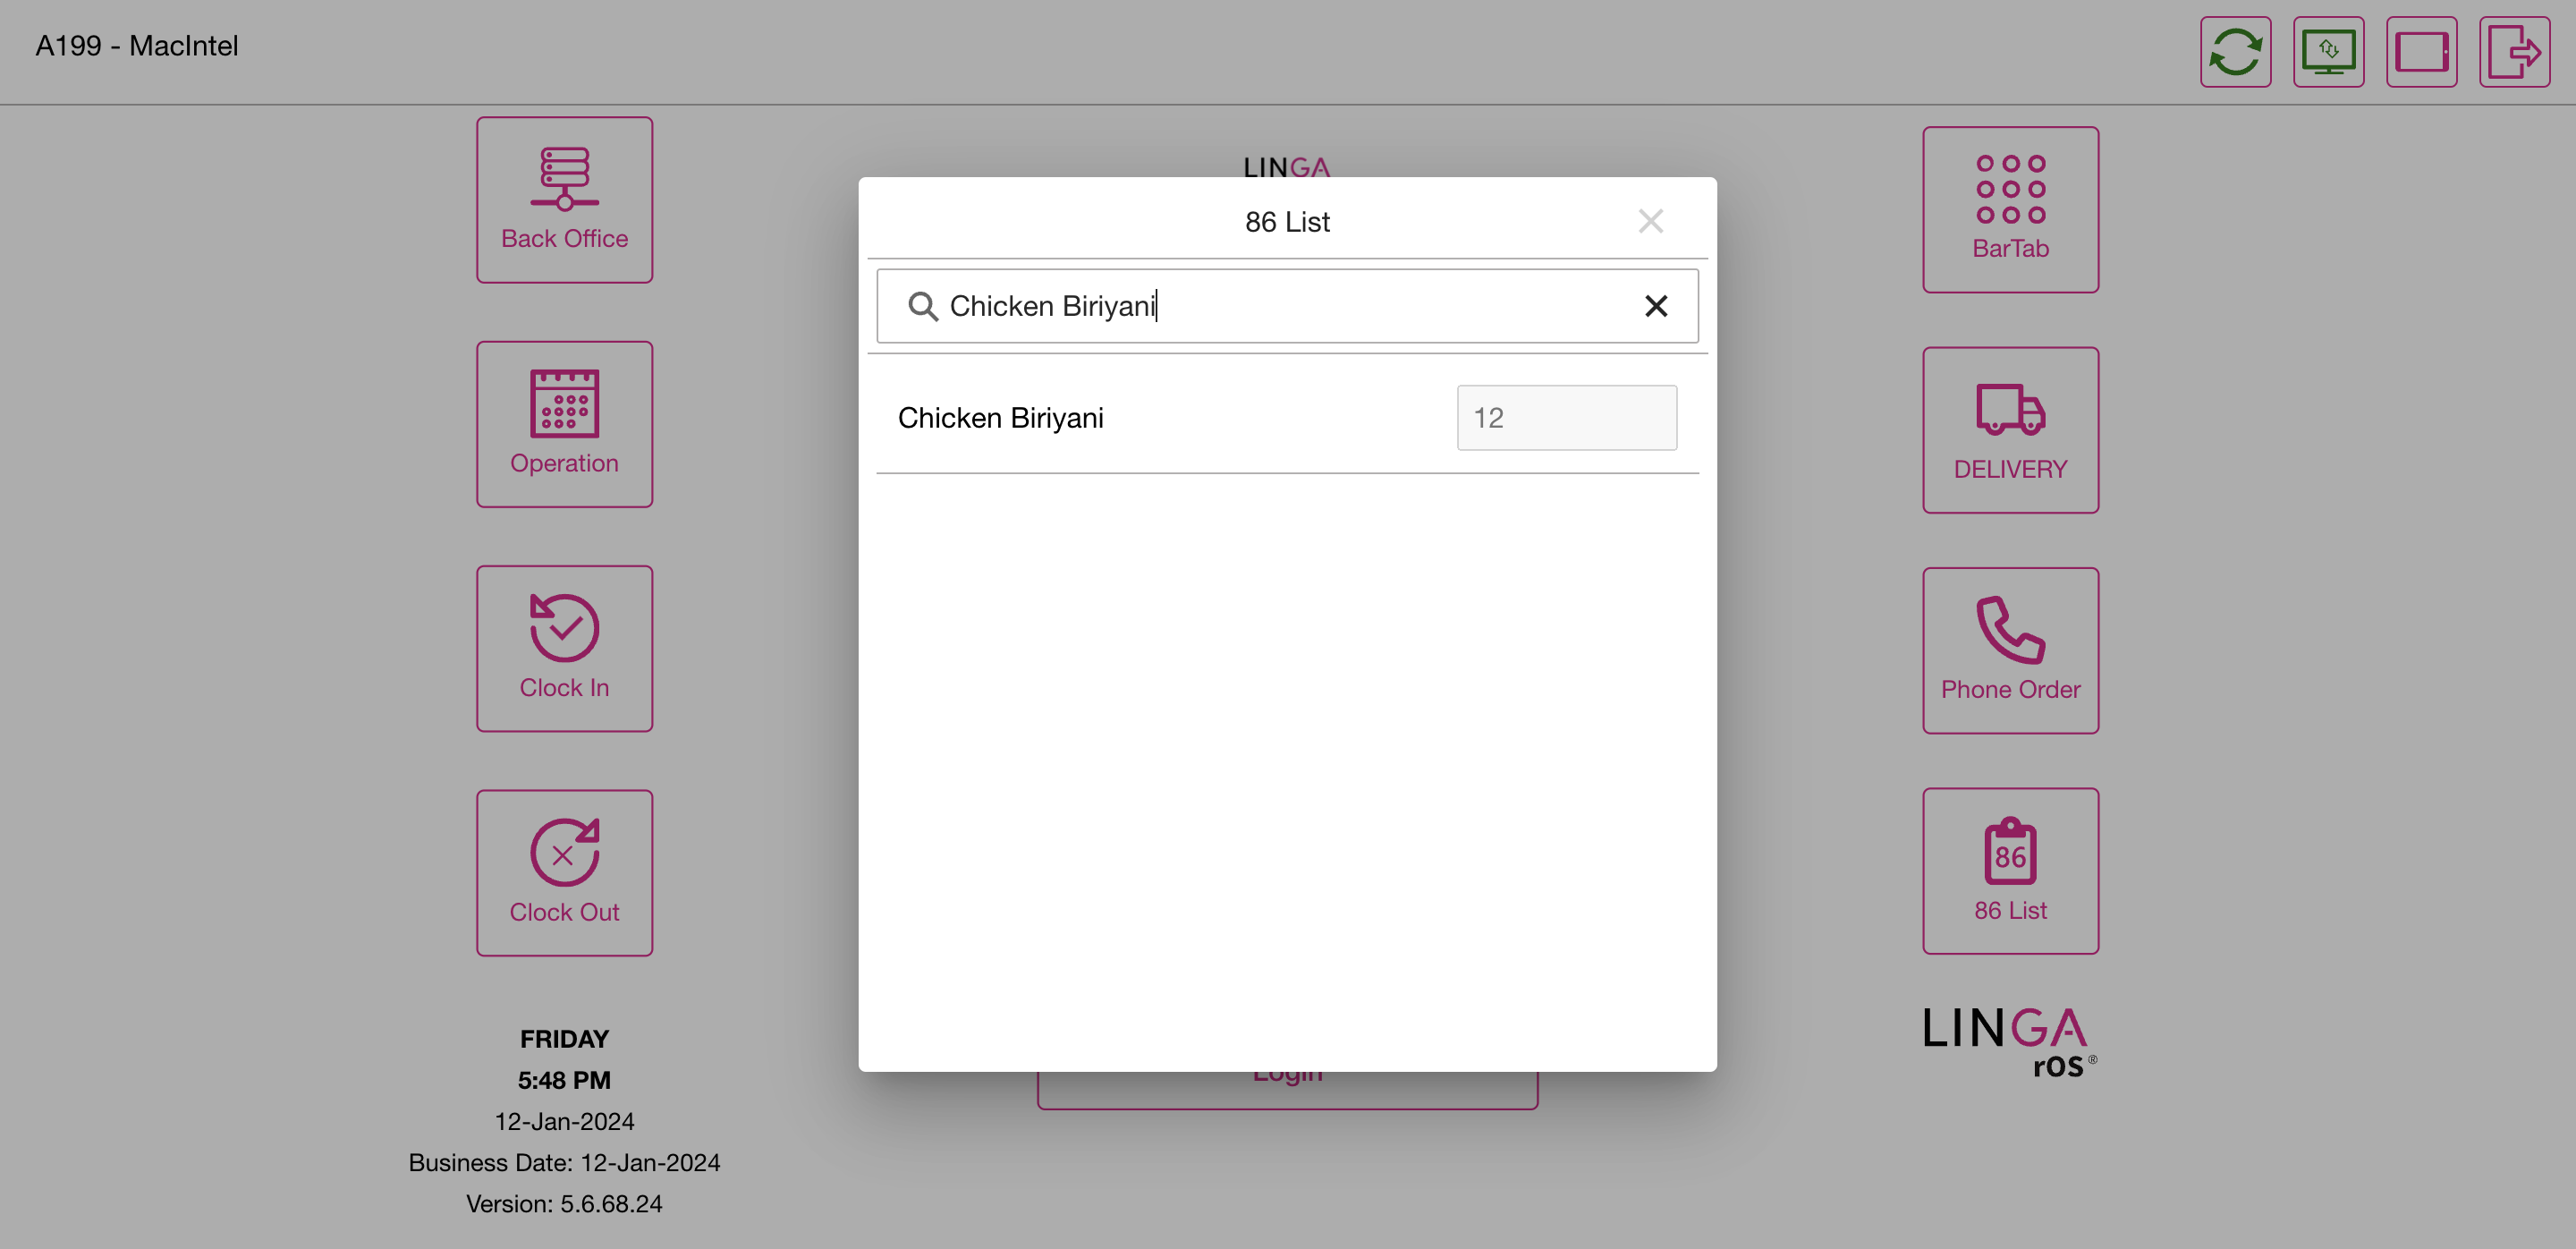 A199 - MacIntel
Back Office
Operation
Clock In
Clock Out
FRIDAY
5:48 PM
12-Jan-2024
Business Date: 12-Jan-2024
Version: 5.6.68.24
LINGA
86 List
Chicken Biriyani
Chicken Biriyani
12
Login
BarTab
DELIVERY
Phone Order
86
86 List
LINGA
rOS®